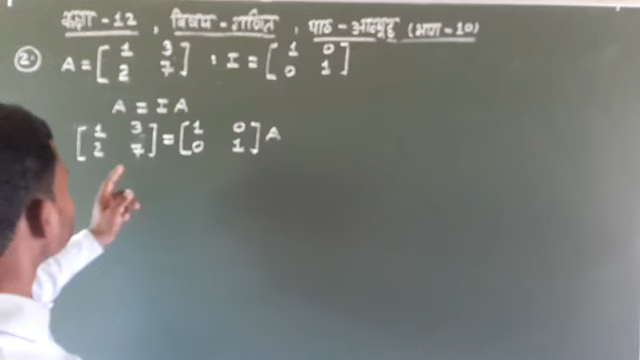 कक्षा - 12 , विषय - गणित , पाठ - आव्यूह (भाग - 10)
2. A = [ 1 3 ; I = [ 1 0
2 7 ] 0 1 ]
A = I A
[ 1 3 ] = [ 1 0 ] A
2 7 0 1